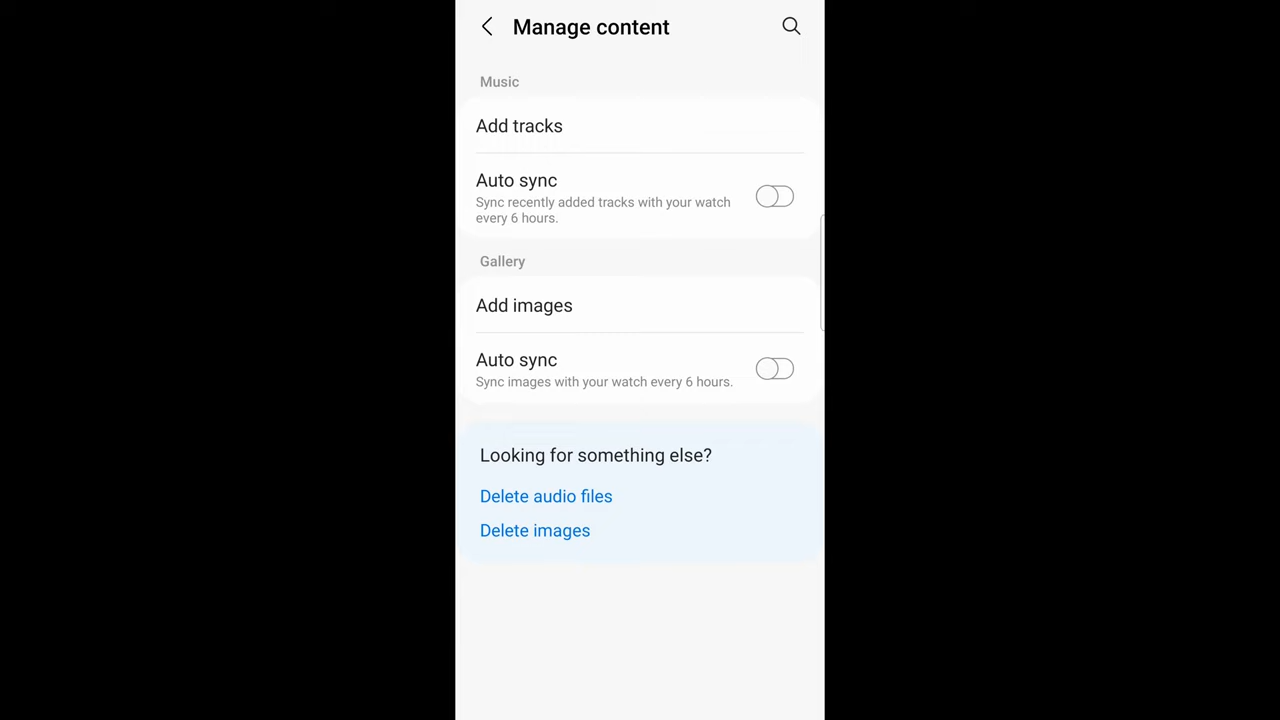 Manage content
Music
Add tracks
Auto sync
Sync recently added tracks with your watch
every 6 hours.
Gallery
Add images
Auto sync
Sync images with your watch every 6 hours.
Looking for something else?
Delete audio files
Delete images